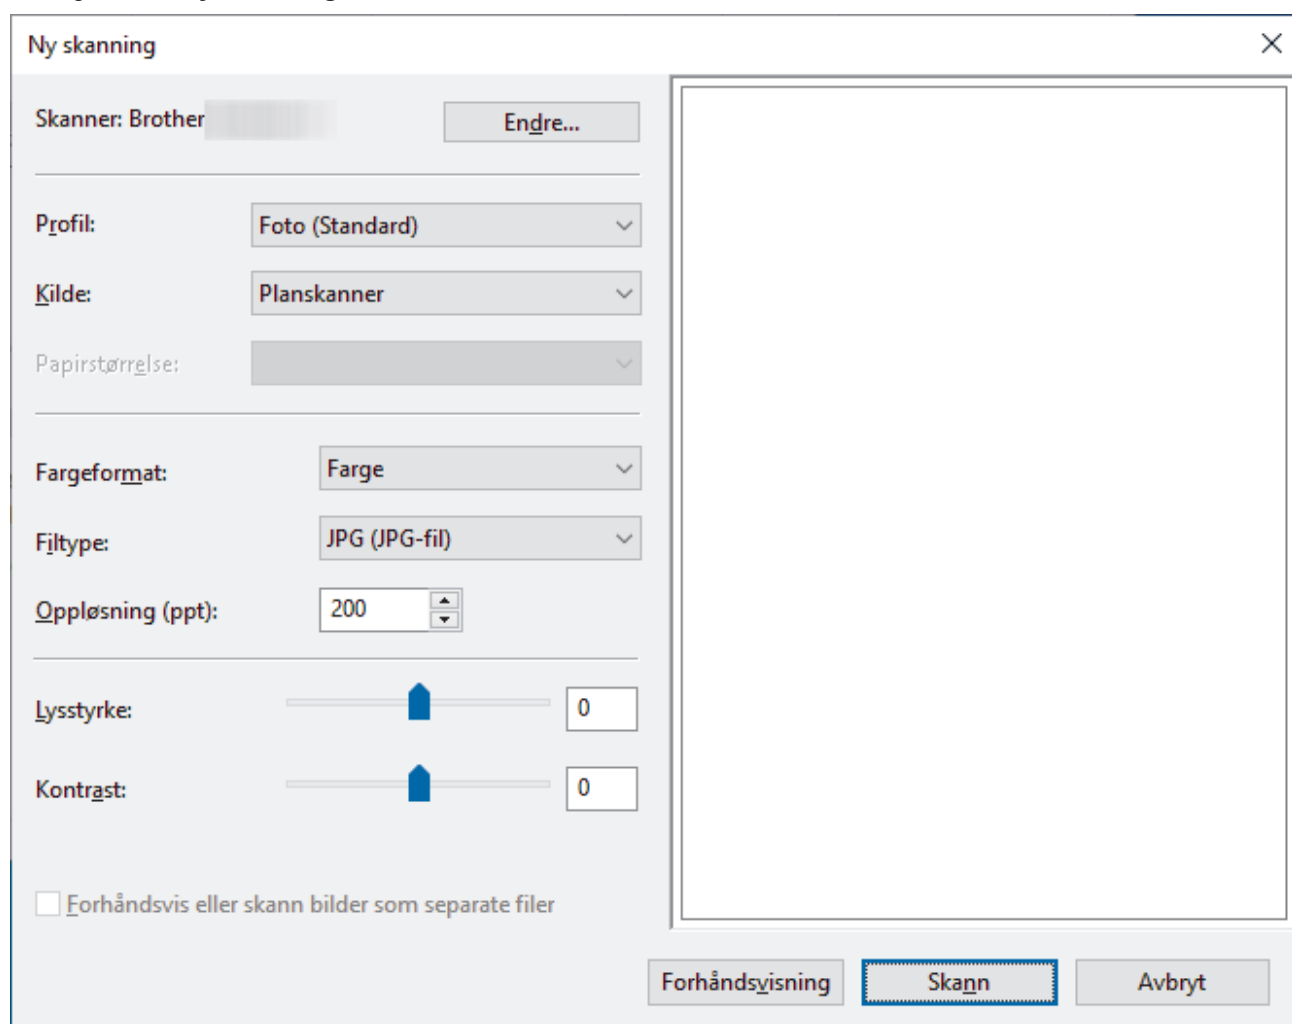 Ny skanning
Skanner: Brother
Endre...
Profil:
Foto (Standard)
Kilde:
Planskanner
Papirstørrelse:
Fargeformat:
Farge
Filtype:
JPG (JPG-fil)
Oppløsning (ppt):
200
Lysstyrke:
0
Kontrast:
0
Forhåndsvis eller skann bilder som separate filer
Forhåndsvisning
Skann
Avbryt